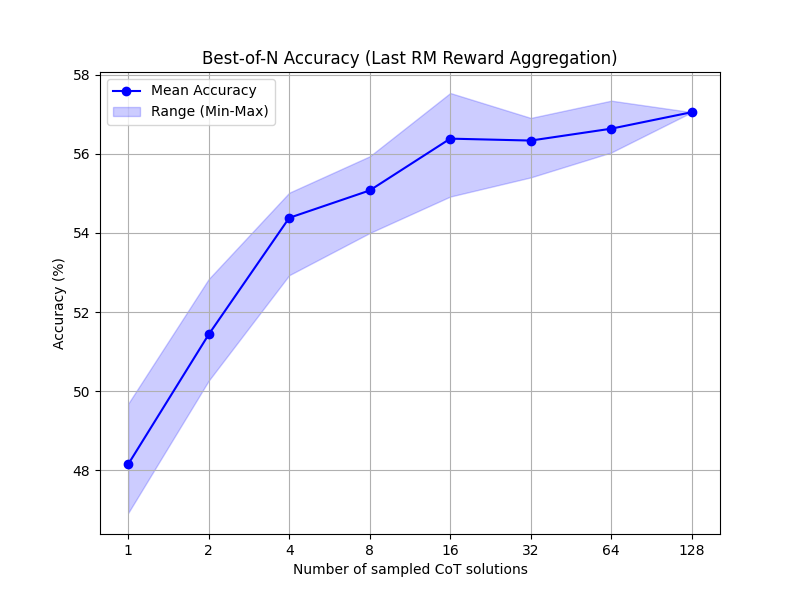 Best-of-N Accuracy (Last RM Reward Aggregation)
Mean Accuracy
Range (Min-Max)
Accuracy (%)
58
56
54
52
50
48
1 2 4 8 16 32 64 128
Number of sampled CoT solutions